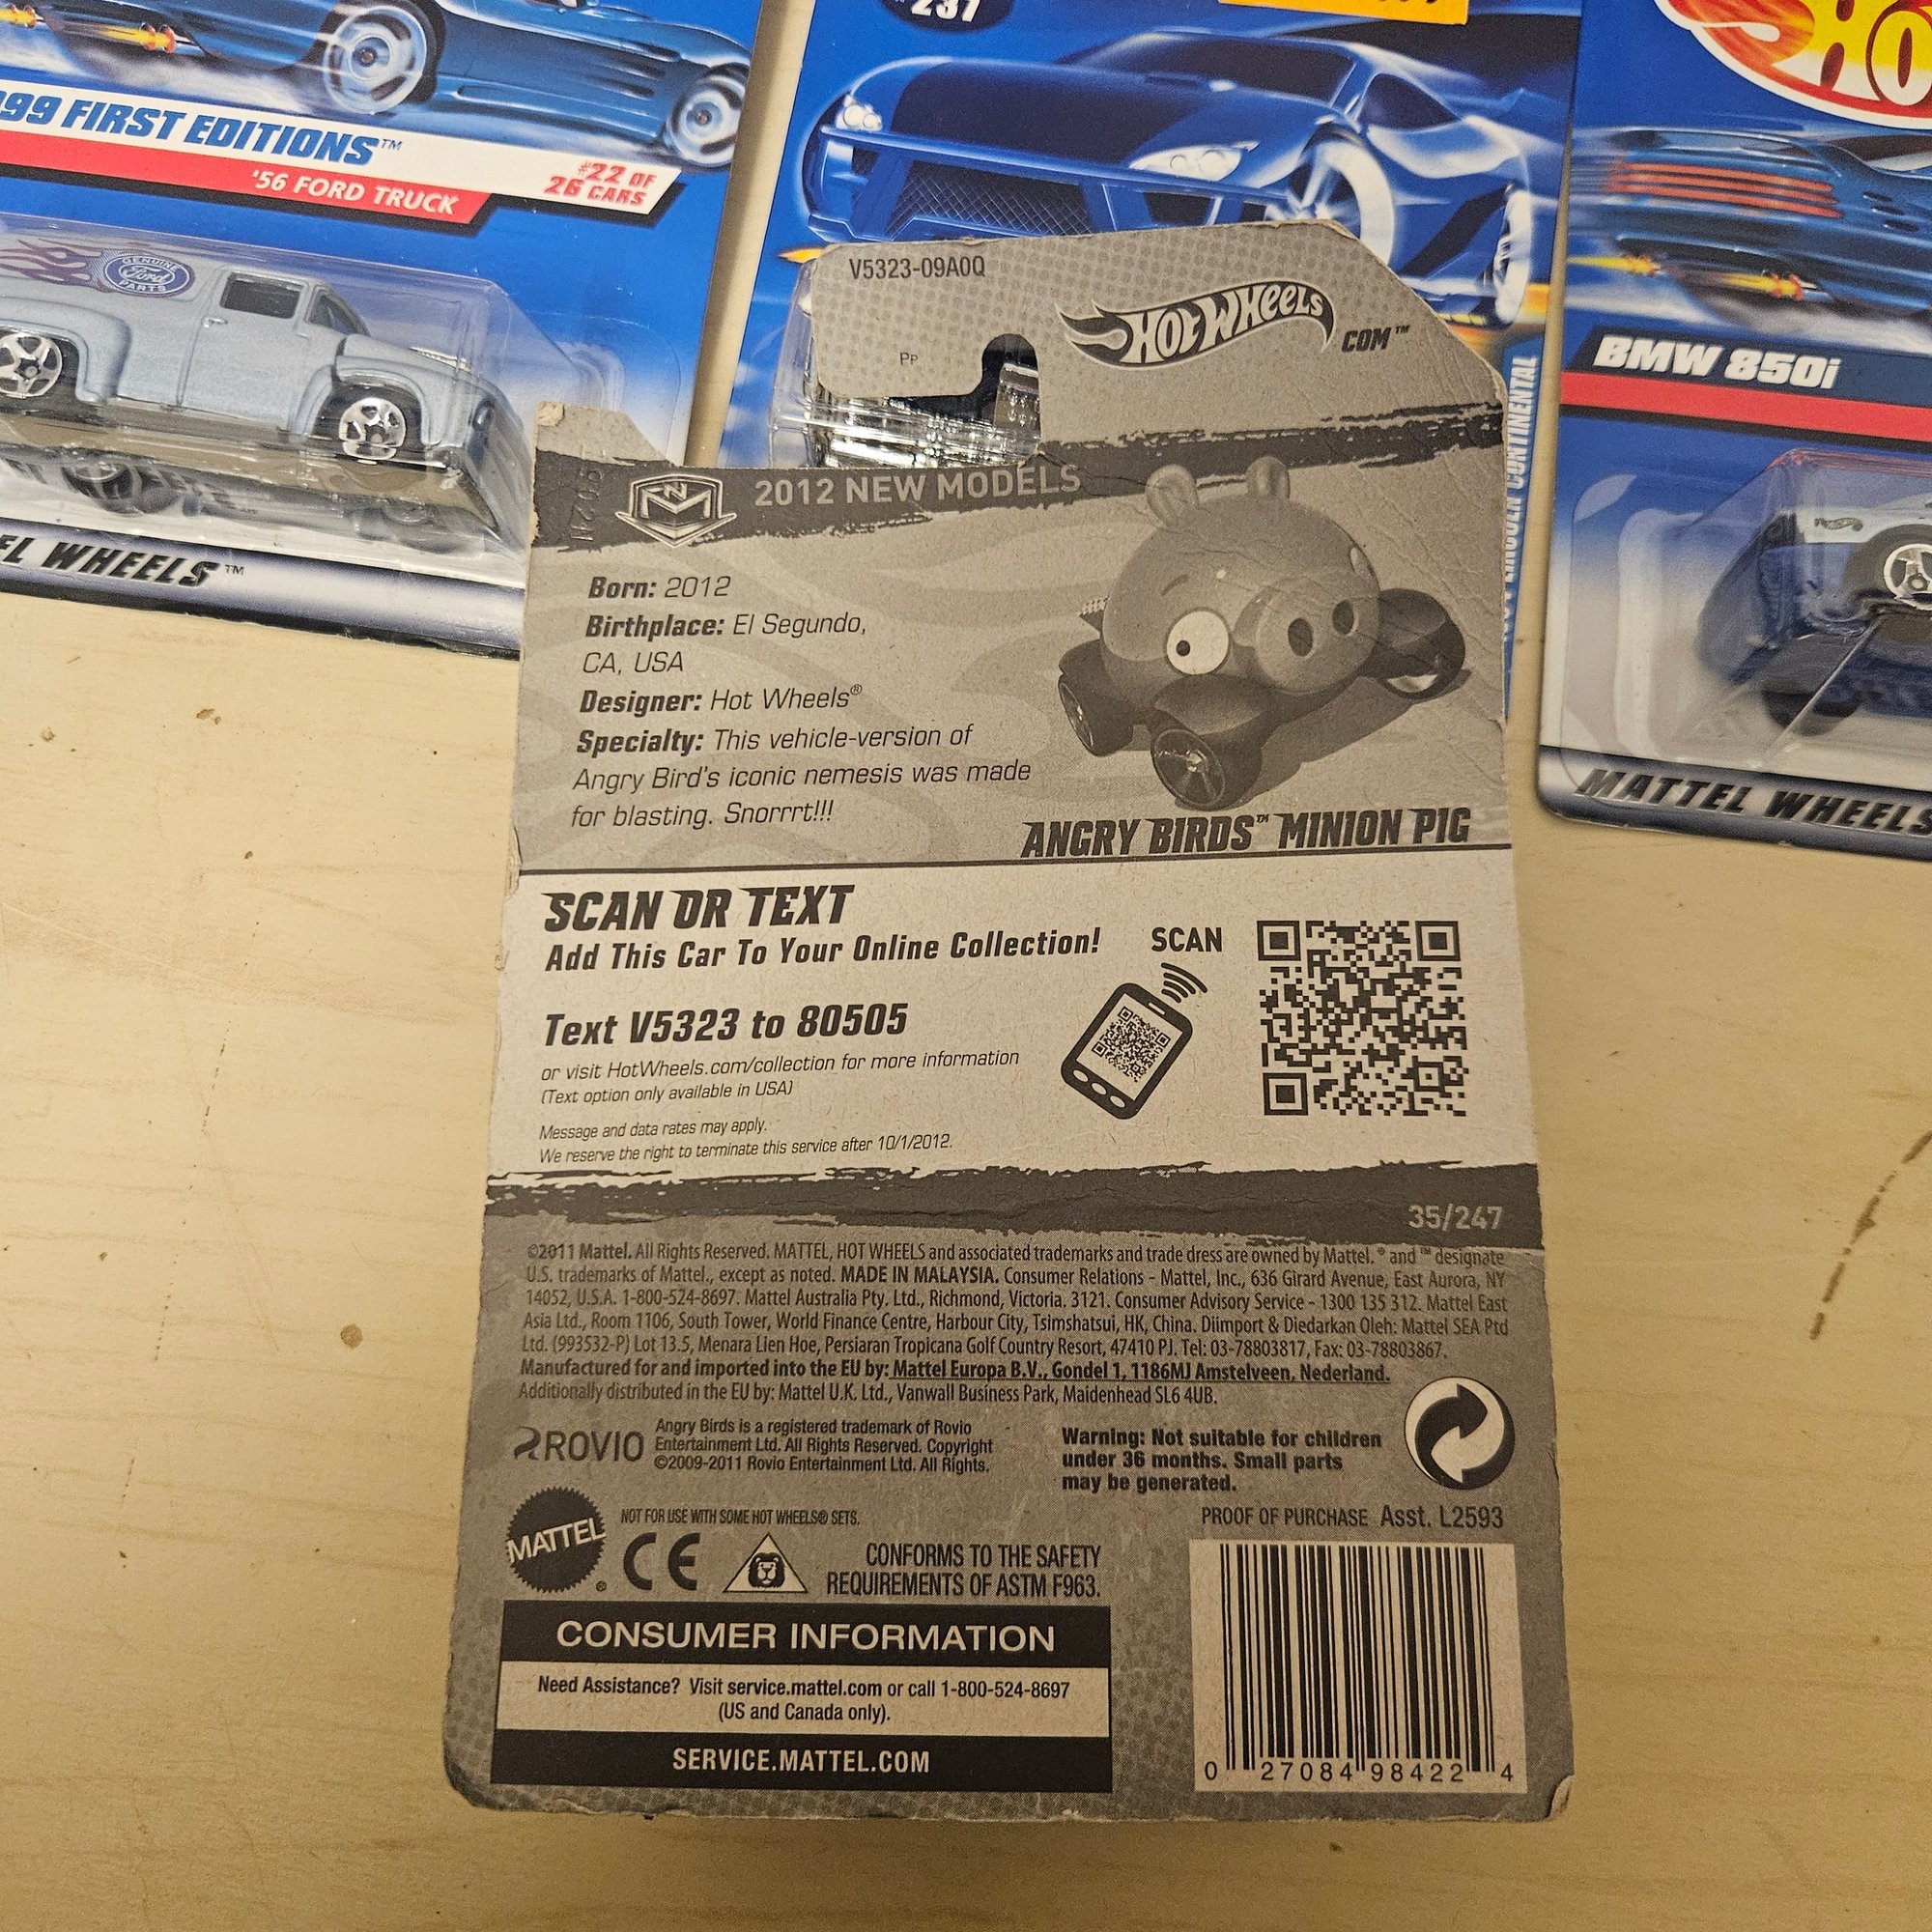 99 FIRST EDITIONS™
'56 FORD TRUCK
#22 OF
26 CARS
GENUINE
Ford
PARTS
EL WHEELS™
237
HO
BMW 850i
MATTEL WHEELS
LINCOLN CONTINENTAL
V5323-09A0Q
Pp
HOT WHEELS
COM™
NM
2012 NEW MODELS
Born: 2012
Birthplace: El Segundo,
CA, USA
Designer: Hot Wheels®
Specialty: This vehicle-version of
Angry Bird's iconic nemesis was made
for blasting. Snorrrt!!!
ANGRY BIRDS™ MINION PIG
SCAN OR TEXT
Add This Car To Your Online Collection!
SCAN
Text V5323 to 80505
or visit HotWheels.com/collection for more information
(Text option only available in USA)
Message and data rates may apply.
We reserve the right to terminate this service after 10/1/2012.
35/247
©2011 Mattel. All Rights Reserved. MATTEL, HOT WHEELS and associated trademarks and trade dress are owned by Mattel. ® and ™ designate
U.S. trademarks of Mattel., except as noted. MADE IN MALAYSIA. Consumer Relations - Mattel, Inc., 636 Girard Avenue, East Aurora, NY
14052, U.S.A. 1-800-524-8697. Mattel Australia Pty. Ltd., Richmond, Victoria. 3121. Consumer Advisory Service - 1300 135 312. Mattel East
Asia Ltd., Room 1106, South Tower, World Finance Centre, Harbour City, Tsimshatsui, HK, China. Diimport & Diedarkan Oleh: Mattel SEA Ptd
Ltd. (993532-P) Lot 13.5, Menara Lien Hoe, Persiaran Tropicana Golf Country Resort, 47410 PJ. Tel: 03-78803817, Fax: 03-78803867.
Manufactured for and imported into the EU by: Mattel Europa B.V., Gondel 1, 1186MJ Amstelveen, Nederland.
Additionally distributed in the EU by: Mattel U.K. Ltd., Vanwall Business Park, Maidenhead SL6 4UB.
ROVIO
Angry Birds is a registered trademark of Rovio
Entertainment Ltd. All Rights Reserved. Copyright
©2009-2011 Rovio Entertainment Ltd. All Rights.
Warning: Not suitable for children
under 36 months. Small parts
may be generated.
PROOF OF PURCHASE Asst. L2593
MATTEL®
NOT FOR USE WITH SOME HOT WHEELS® SETS.
CE
CONFORMS TO THE SAFETY
REQUIREMENTS OF ASTM F963.
CONSUMER INFORMATION
Need Assistance? Visit service.mattel.com or call 1-800-524-8697
(US and Canada only).
SERVICE.MATTEL.COM
0 27084 98422 4